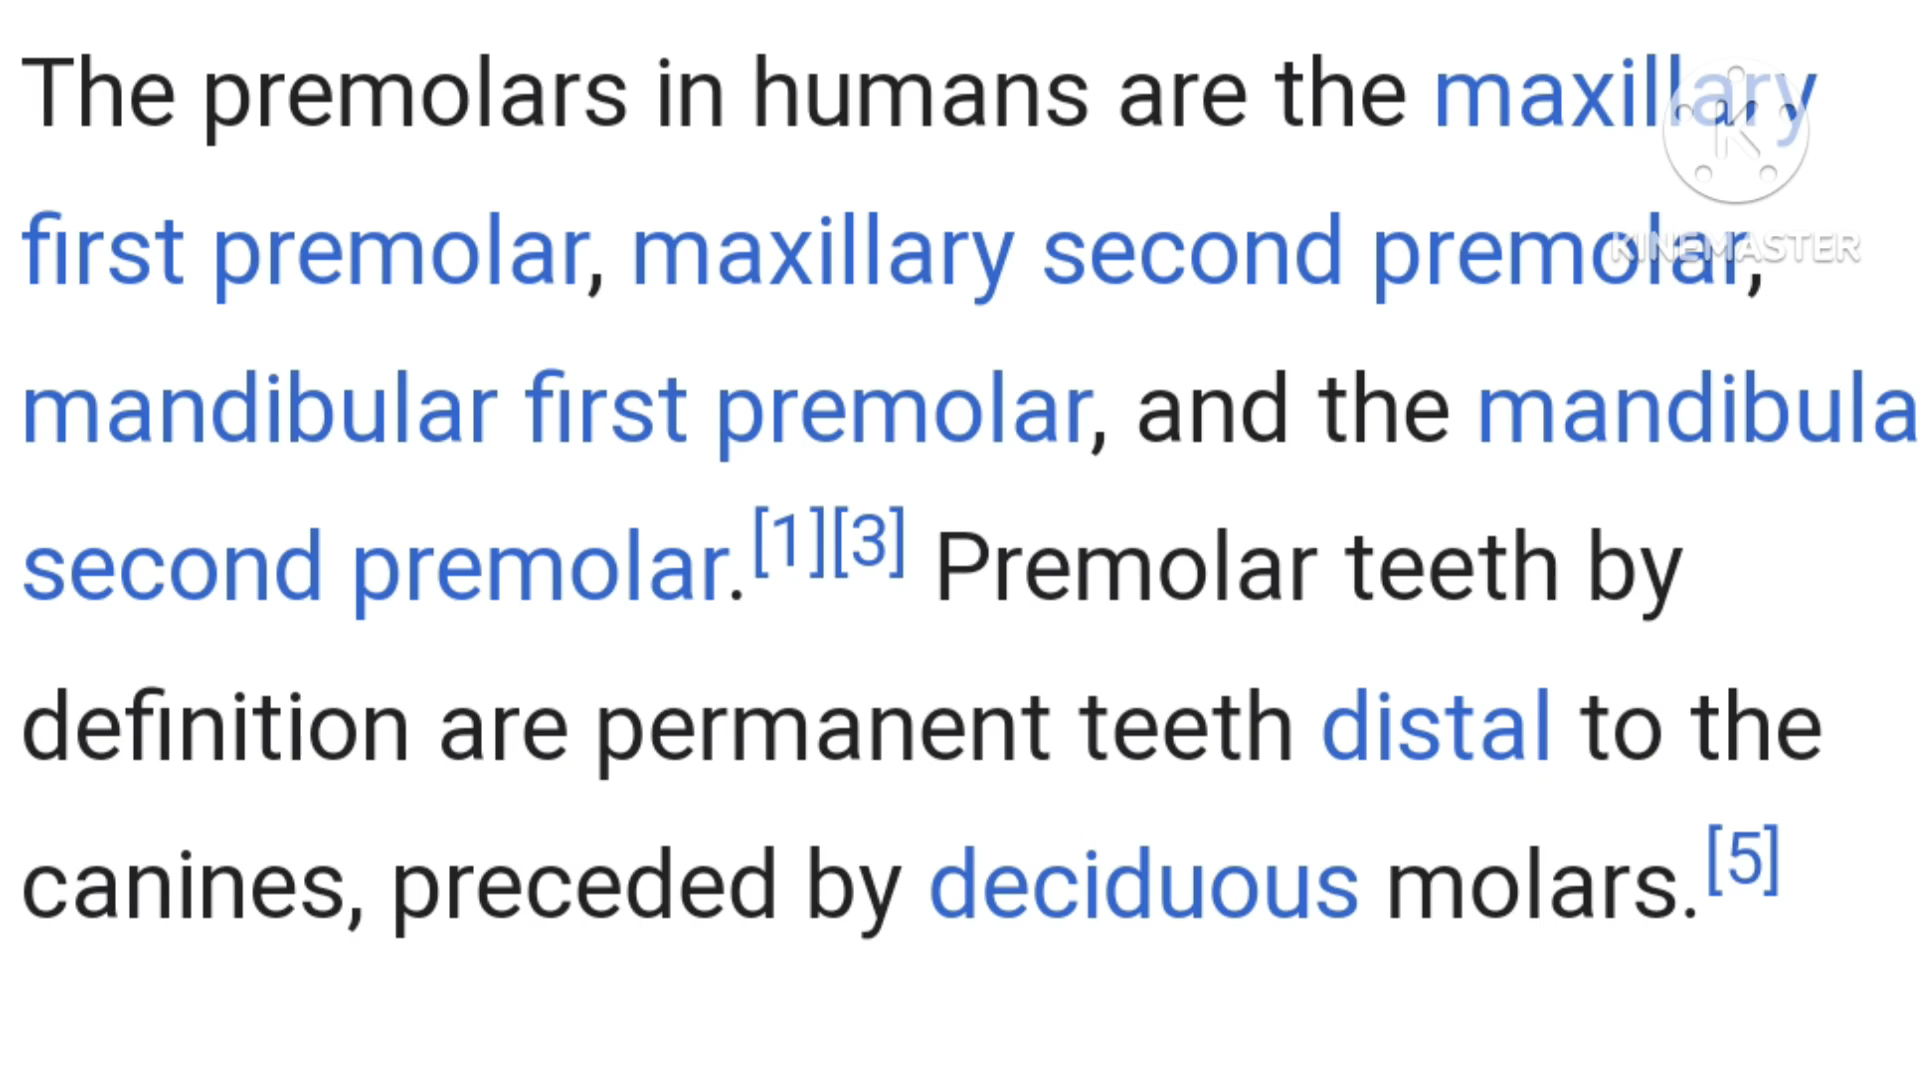 The premolars in humans are the maxillary
first premolar, maxillary second premolar,
mandibular first premolar, and the mandibula
second premolar.[1][3] Premolar teeth by
definition are permanent teeth distal to the
canines, preceded by deciduous molars.[5]
K
KINEMASTER